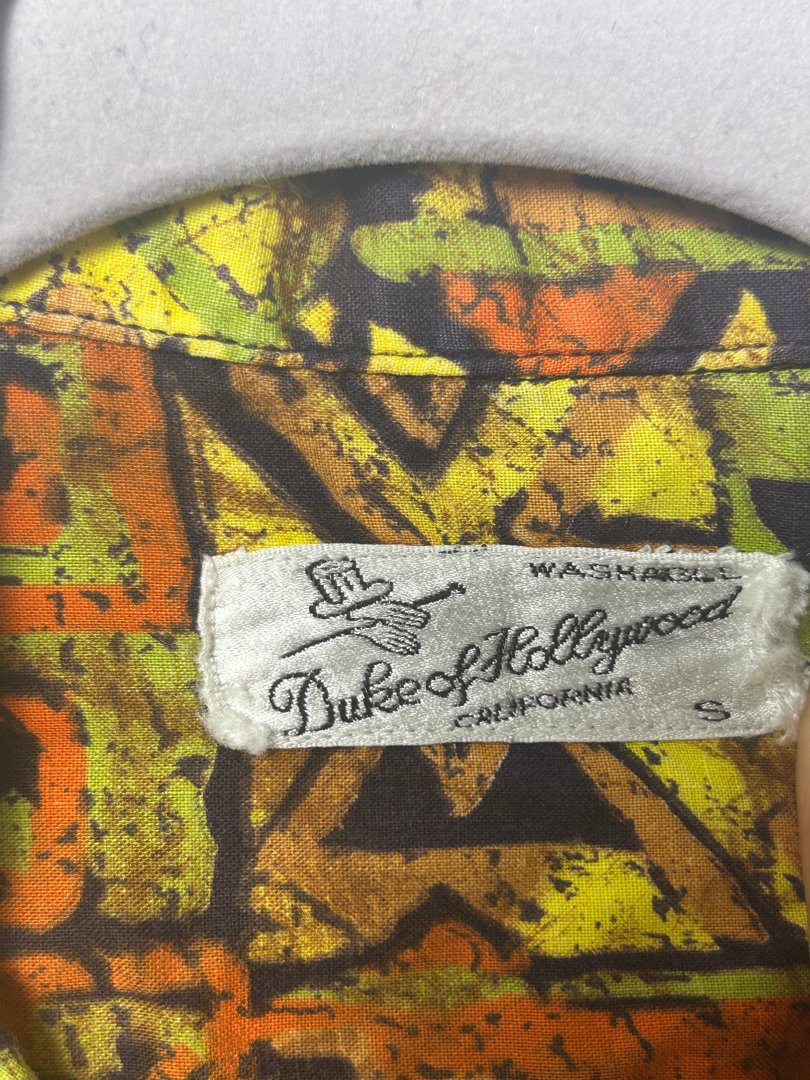 WASHABLE
Duke of Hollywood
CALIFORNIA
S